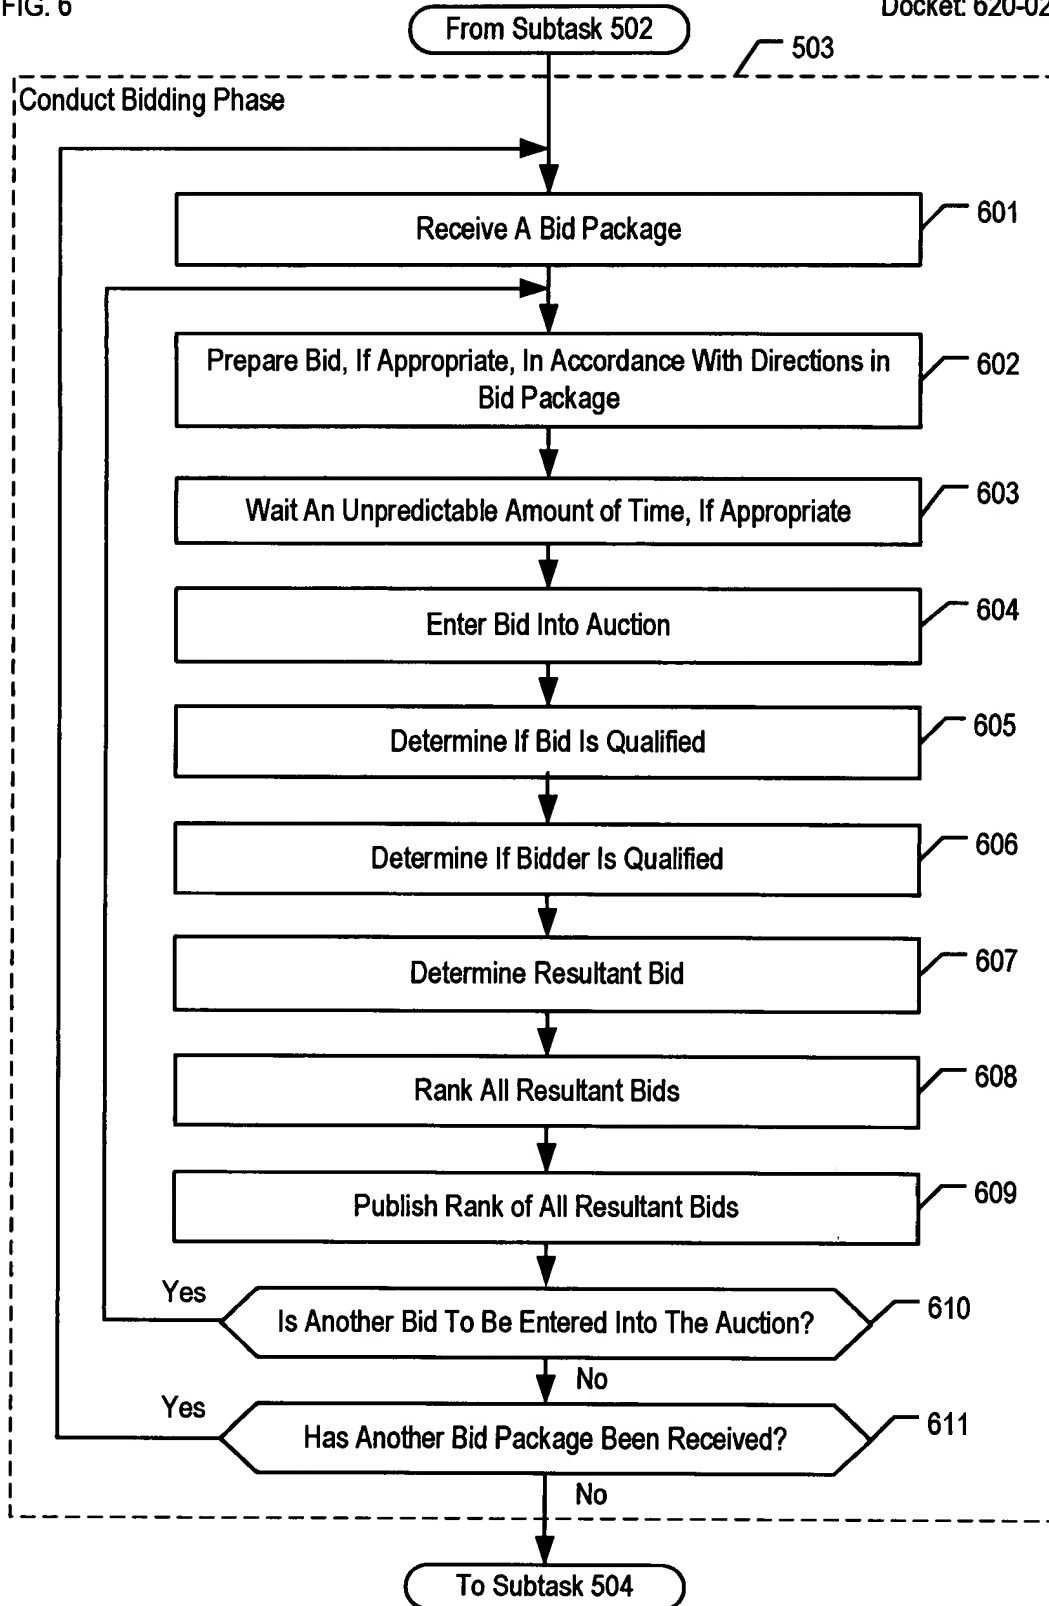 FIG. 6
Docket: 620-02
From Subtask 502
503
Conduct Bidding Phase
Receive A Bid Package
601
Prepare Bid, If Appropriate, In Accordance With Directions in
Bid Package
602
Wait An Unpredictable Amount of Time, If Appropriate
603
Enter Bid Into Auction
604
Determine If Bid Is Qualified
605
Determine If Bidder Is Qualified
606
Determine Resultant Bid
607
Rank All Resultant Bids
608
Publish Rank of All Resultant Bids
609
Yes
Is Another Bid To Be Entered Into The Auction?
610
No
Yes
Has Another Bid Package Been Received?
611
No
To Subtask 504